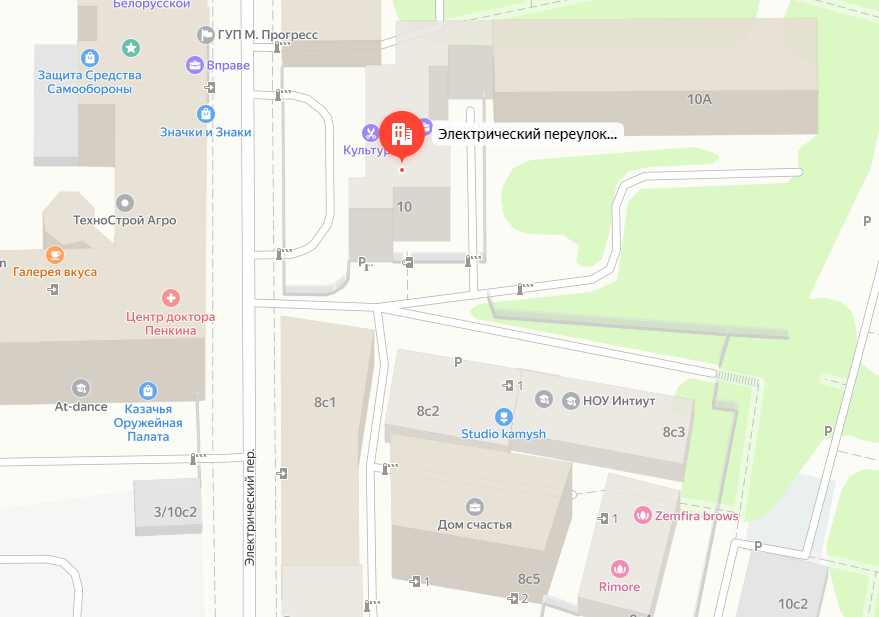 Белорусской
ГУП М. Прогресс
Вправе
Защита Средства
Самообороны
10А
Значки и Знаки
Электрический переулок...
Культур
10
ТехноСтрой Агро
P
P
Галерея вкуса
Центр доктора
Пенкина
P
1
At-dance
Казачья
Оружейная
Палата
8с1
8с2
НОУ Интиут
Studio kamysh
8с3
P
Электрический пер.
3/10с2
Дом счастья
1
Zemfira brows
P
8с5
1
2
Rimore
10с2